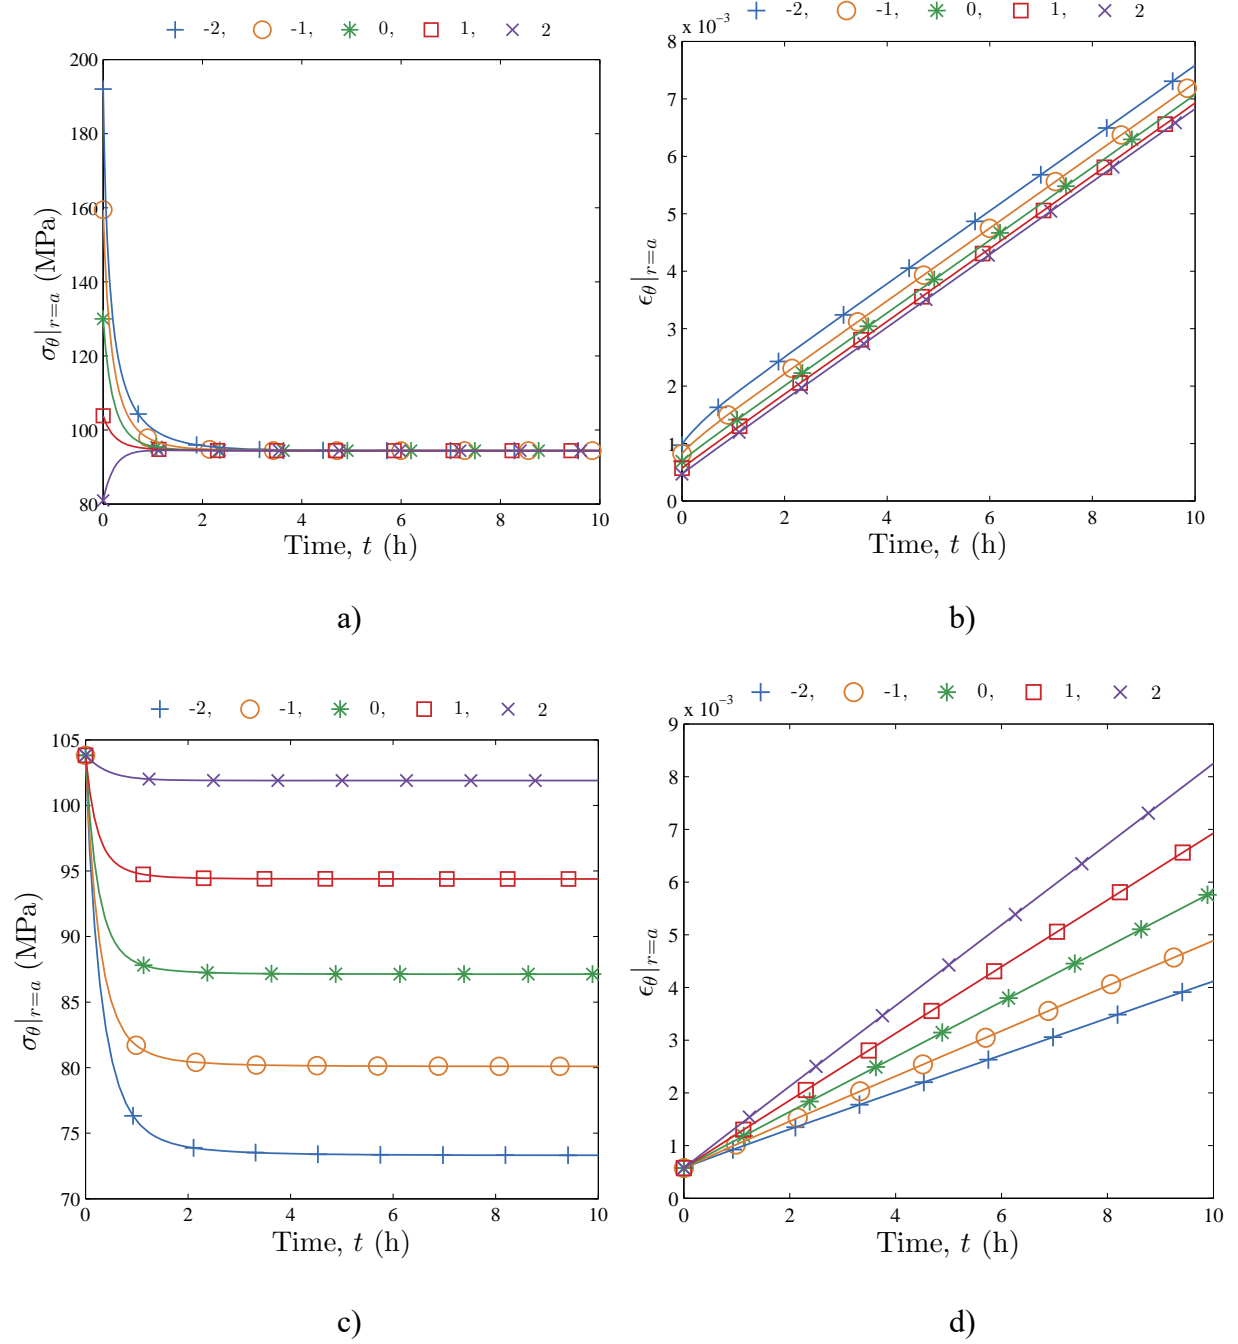 -2, -1, 0, 1, 2
200
180
160
140
120
100
80
0 2 4 6 8 10
σθ|r=a (MPa)
Time, t (h)
a)
-2, -1, 0, 1, 2
x 10−3
8
7
6
5
4
3
2
1
0
0 2 4 6 8 10
ϵθ|r=a
Time, t (h)
b)
-2, -1, 0, 1, 2
105
100
95
90
85
80
75
70
0 2 4 6 8 10
σθ|r=a (MPa)
Time, t (h)
c)
-2, -1, 0, 1, 2
x 10−3
9
8
7
6
5
4
3
2
1
0
0 2 4 6 8 10
ϵθ|r=a
Time, t (h)
d)